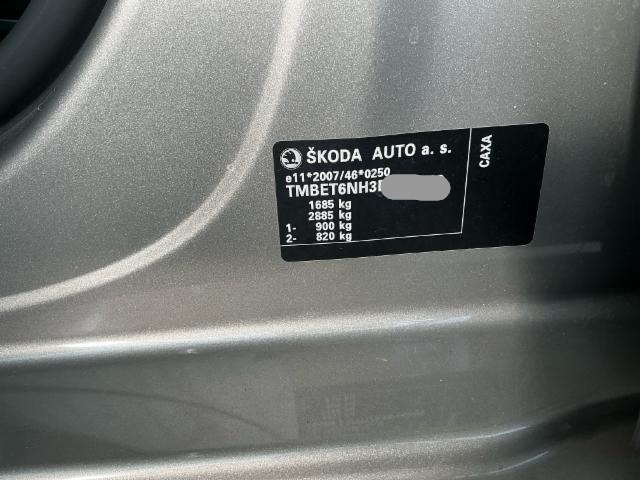 ŠKODA AUTO a. s.
e11*2007/46*0250
TMBET6NH3
1685 kg
2885 kg
1- 900 kg
2- 820 kg
CAXA